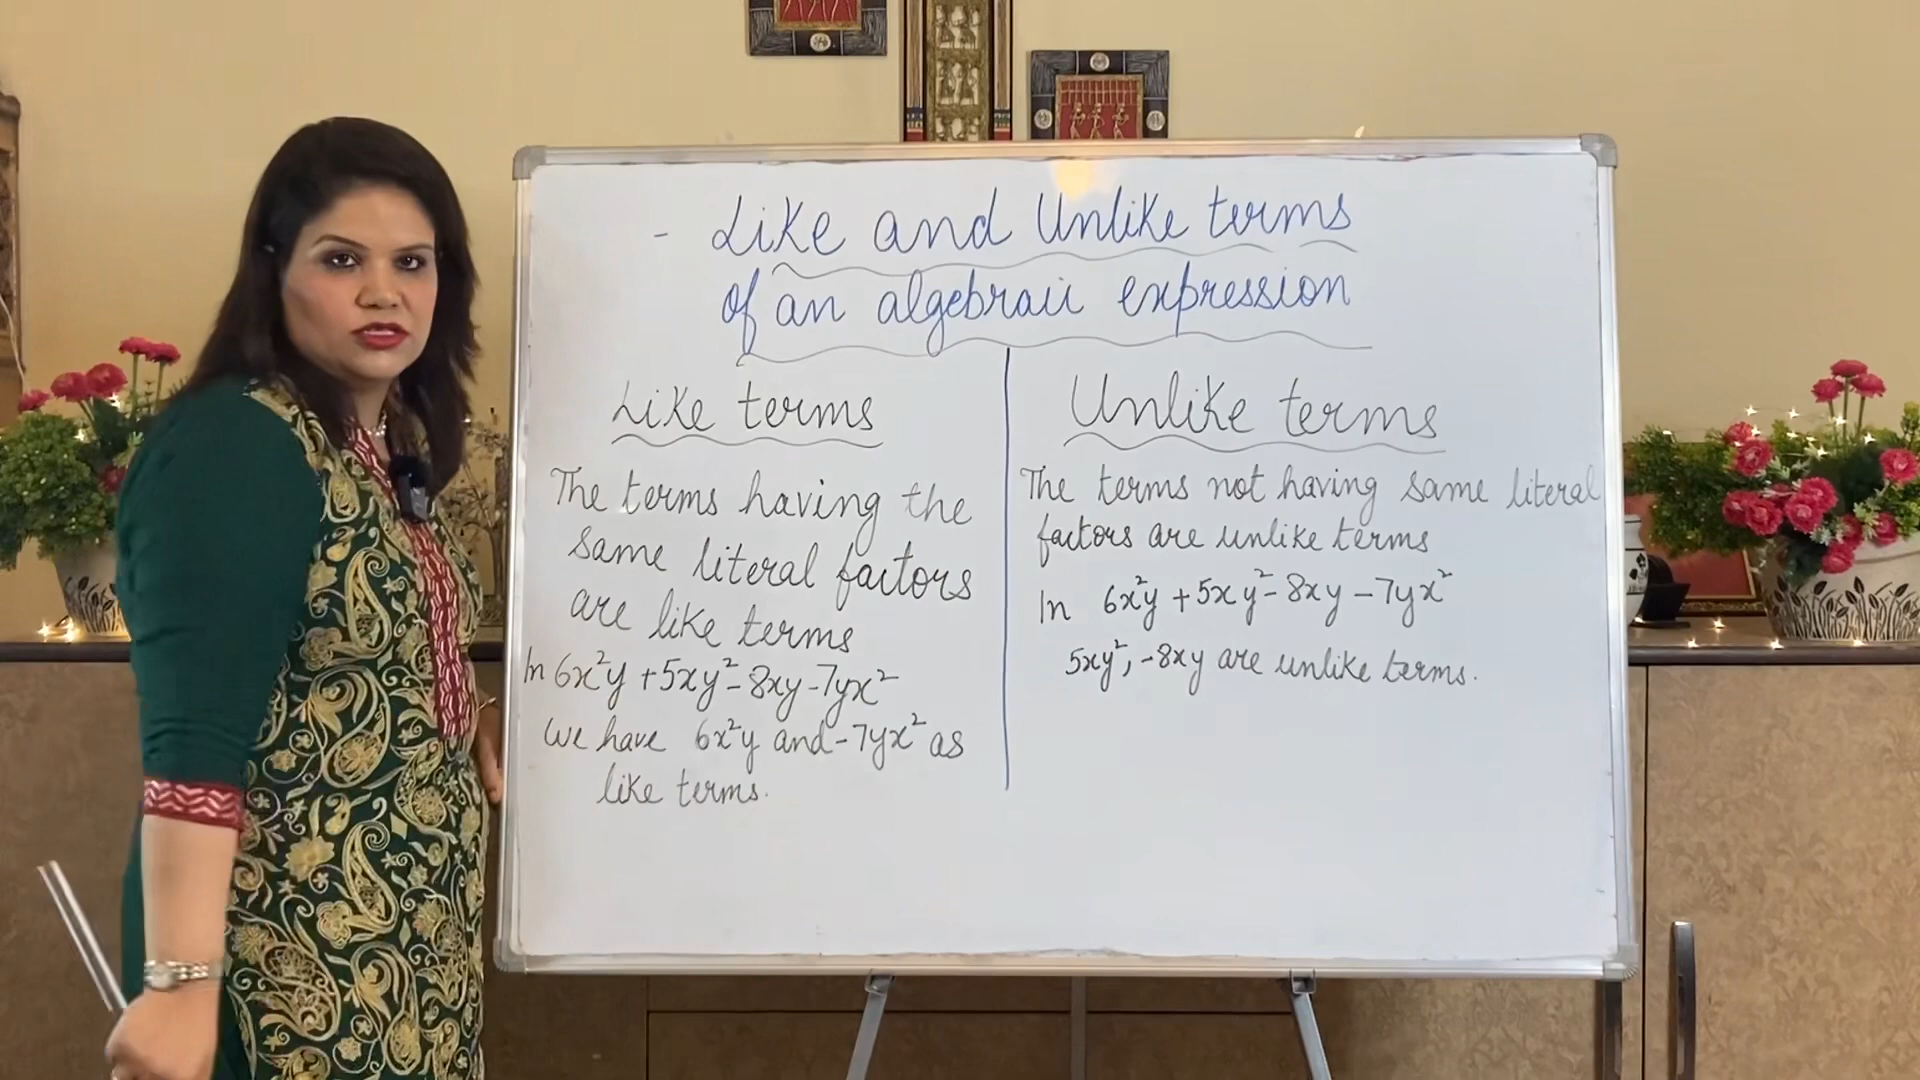 - Like and Unlike terms
of an algebraic expression
Like terms
The terms having the
same literal factors
are like terms
In 6x²y + 5xy² - 8xy - 7yx²
We have 6x²y and -7yx² as
like terms.
Unlike terms
The terms not having same literal
factors are unlike terms
In 6x²y + 5xy² - 8xy - 7yx²
5xy², -8xy are unlike terms.